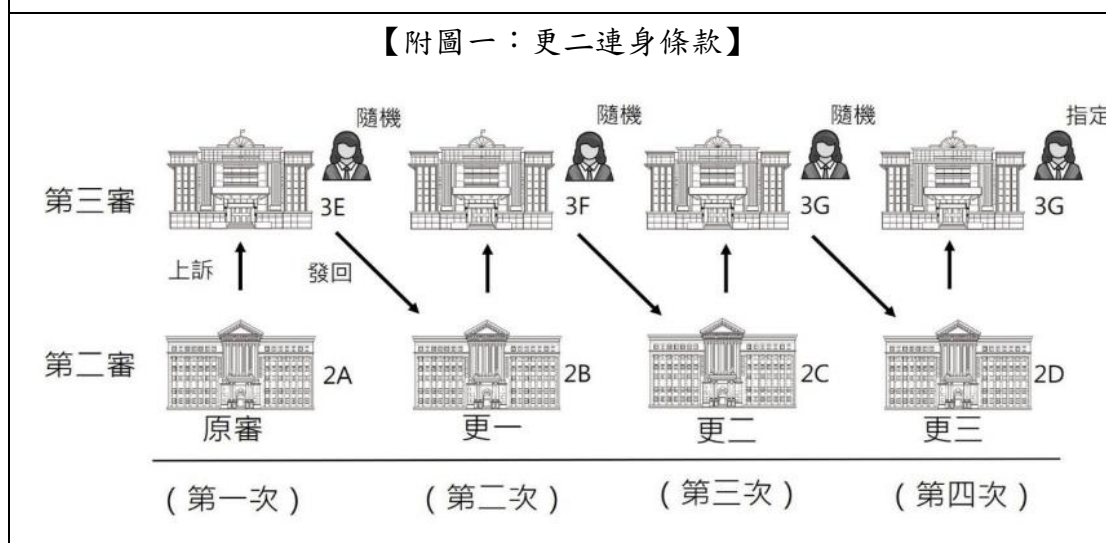 【附圖一：更二連身條款】
隨機 隨機 隨機 指定
第三審 3E 3F 3G 3G
上訴 發回
第二審 2A 2B 2C 2D
原審 更一 更二 更三
(第一次) (第二次) (第三次) (第四次)